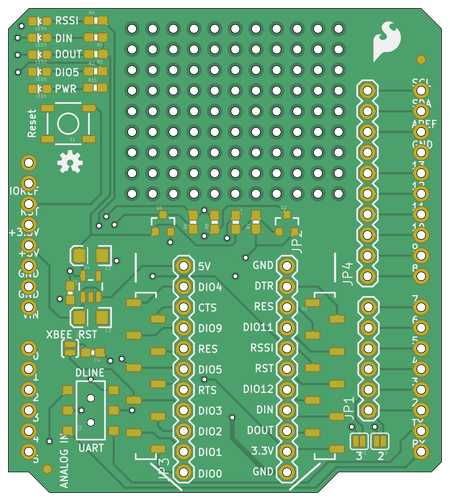 RSSI
DIN
DOUT
DIO5
PWR
Reset
SCL
SDA
AREF
GND
13
12
11
10
9
8
IOREF
RST
+3.3V
+5V
GND
GND
VIN
JP2
JP4
5V
DIO4
CTS
DIO9
RES
DIO5
RTS
DIO3
DIO2
DIO1
DIO0
GND
DTR
RES
DIO11
RSSI
RST
DIO12
DIN
DOUT
3.3V
GND
7
6
5
4
3
2
TX
RX
XBEE RST
DLINE
UART
0
1
2
3
4
5
ANALOG IN
JP3
JP1
3
2